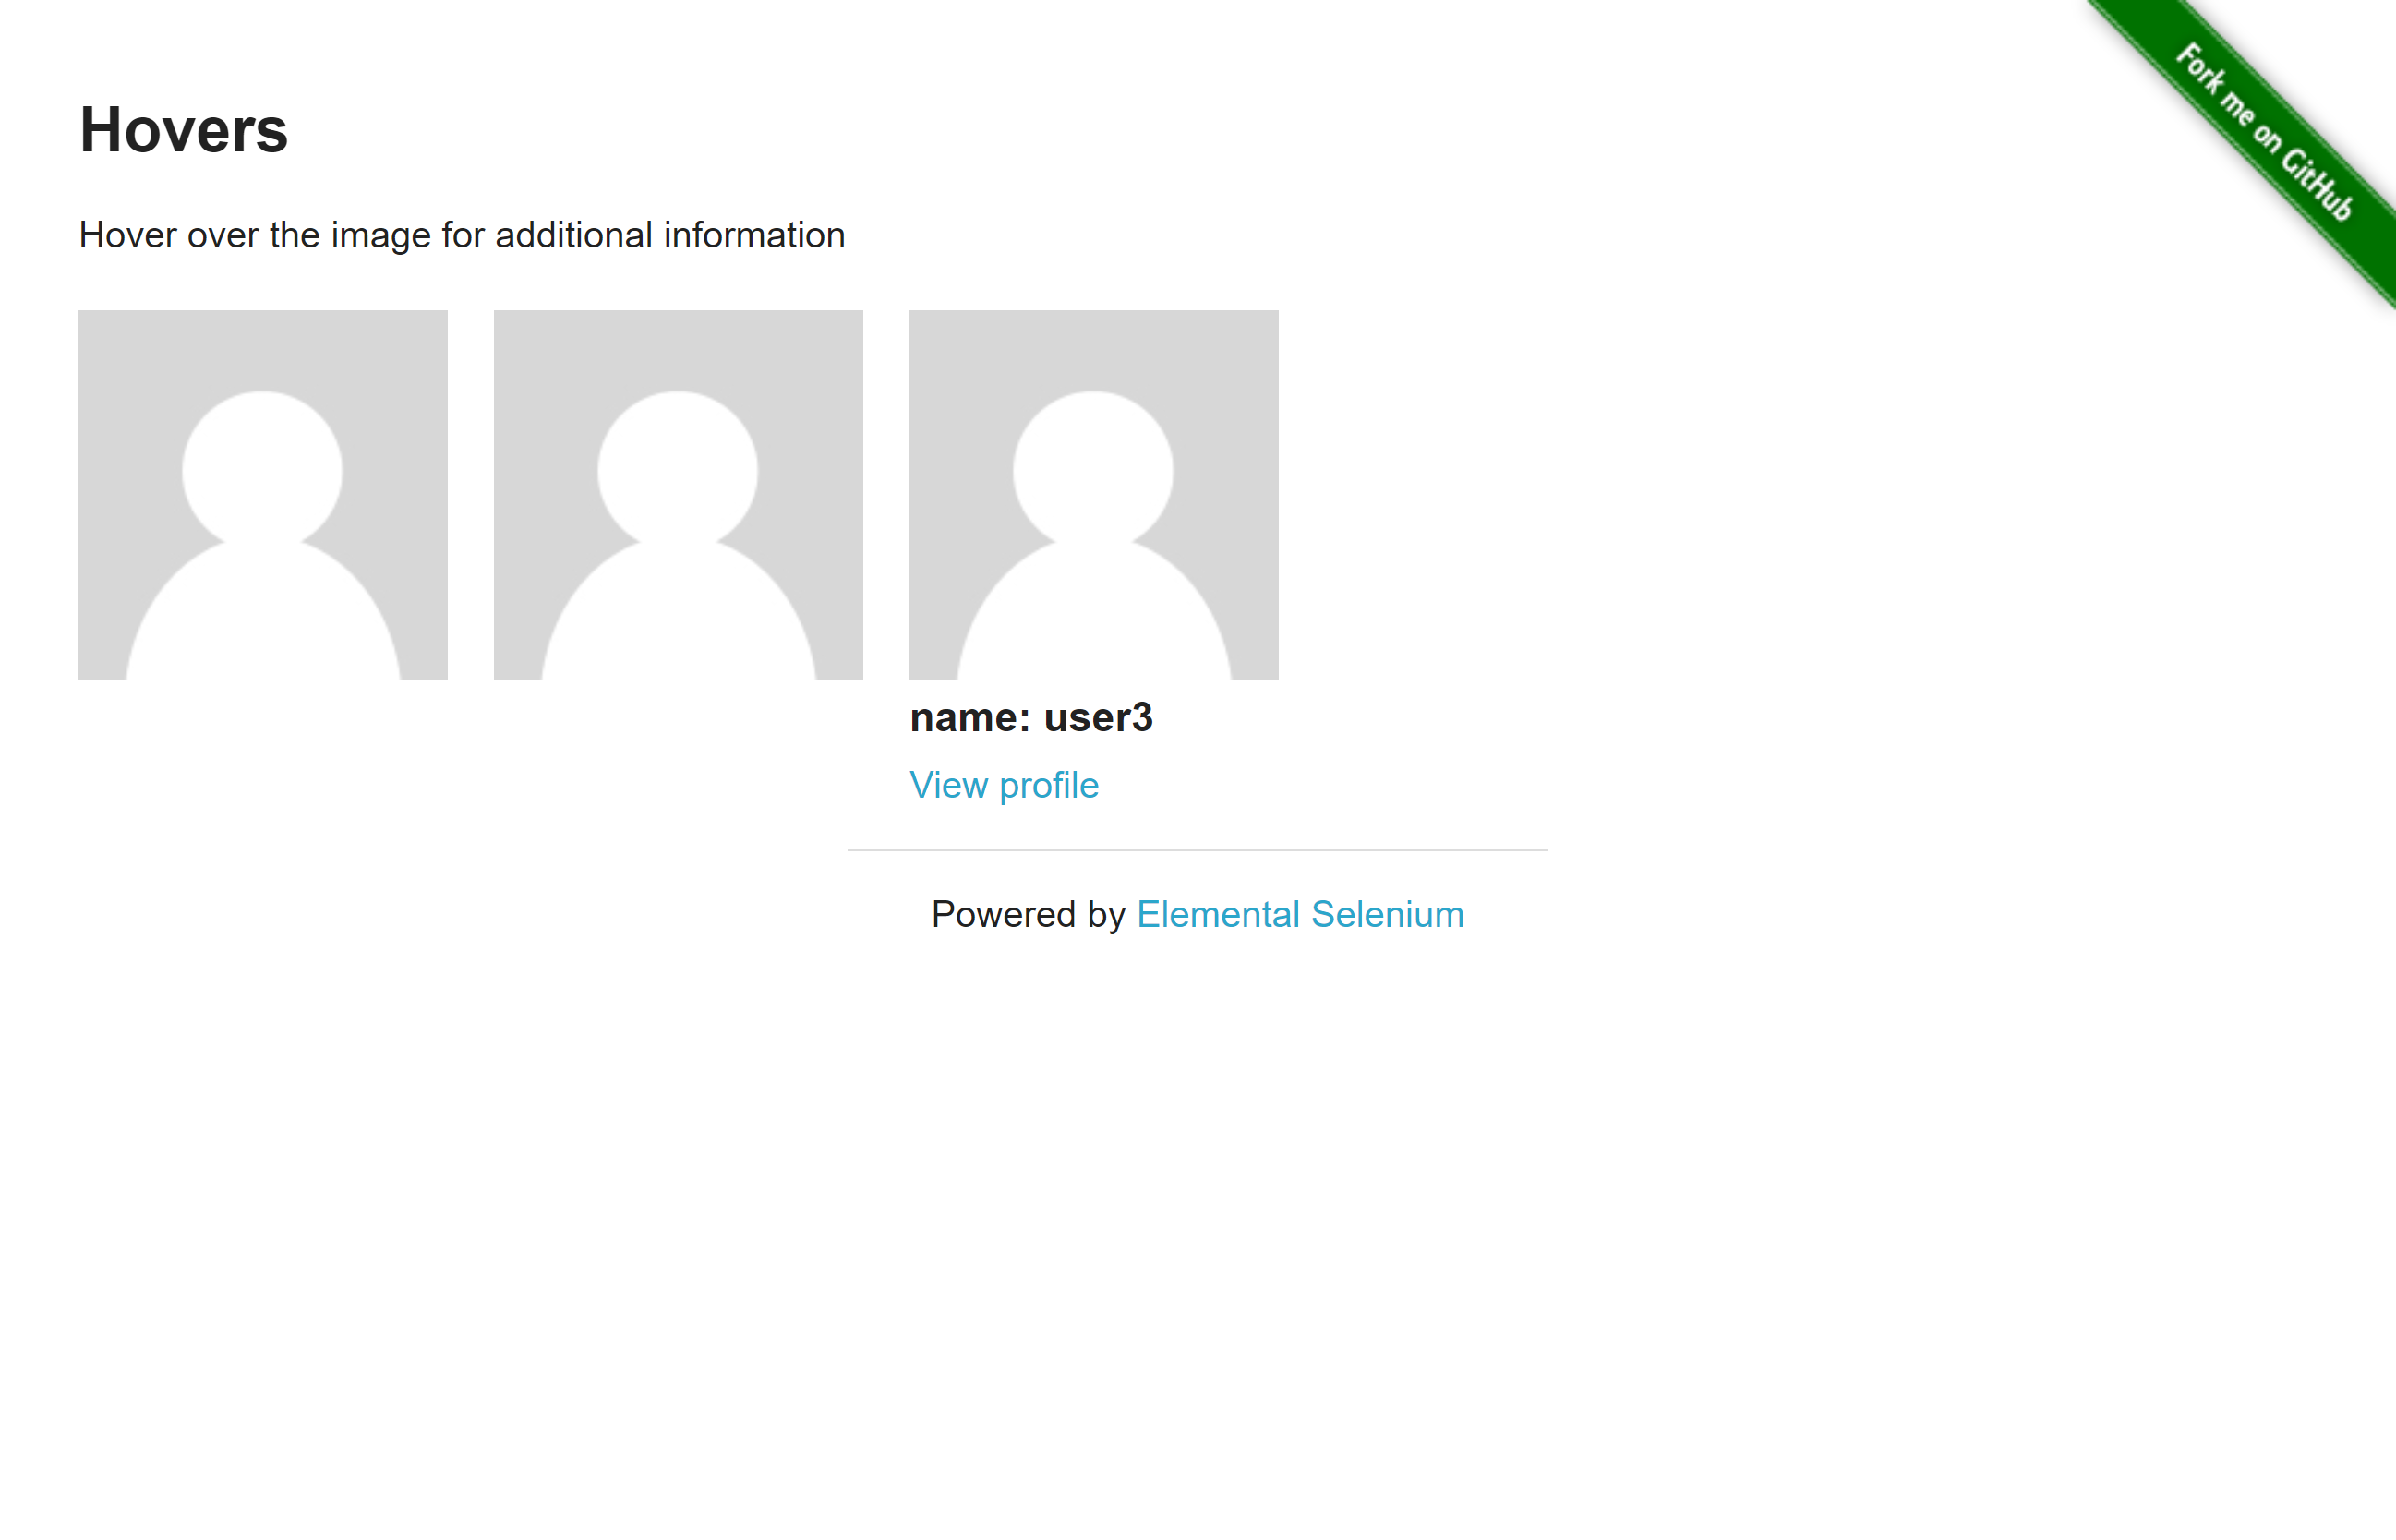 Fork me on GitHub
Hovers
Hover over the image for additional information
name: user3
View profile
Powered by Elemental Selenium